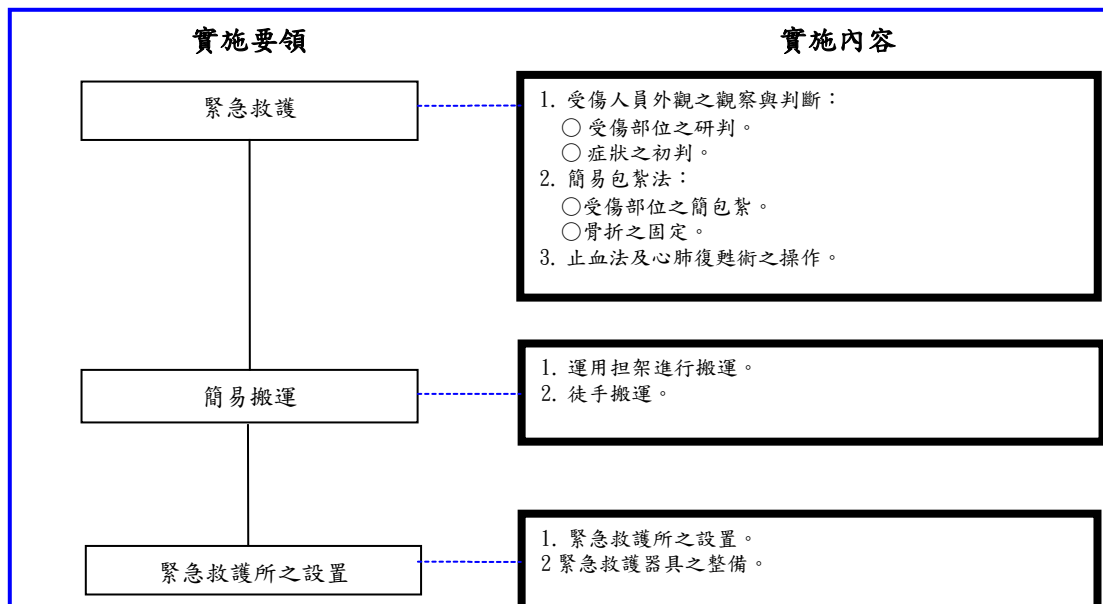 實施要領
實施內容
緊急救護
1. 受傷人員外觀之觀察與判斷：
○ 受傷部位之研判。
○ 症狀之初判。
2. 簡易包紮法：
○受傷部位之簡包紮。
○骨折之固定。
3. 止血法及心肺復甦術之操作。
簡易搬運
1. 運用担架進行搬運。
2. 徒手搬運。
緊急救護所之設置
1. 緊急救護所之設置。
2 緊急救護器具之整備。